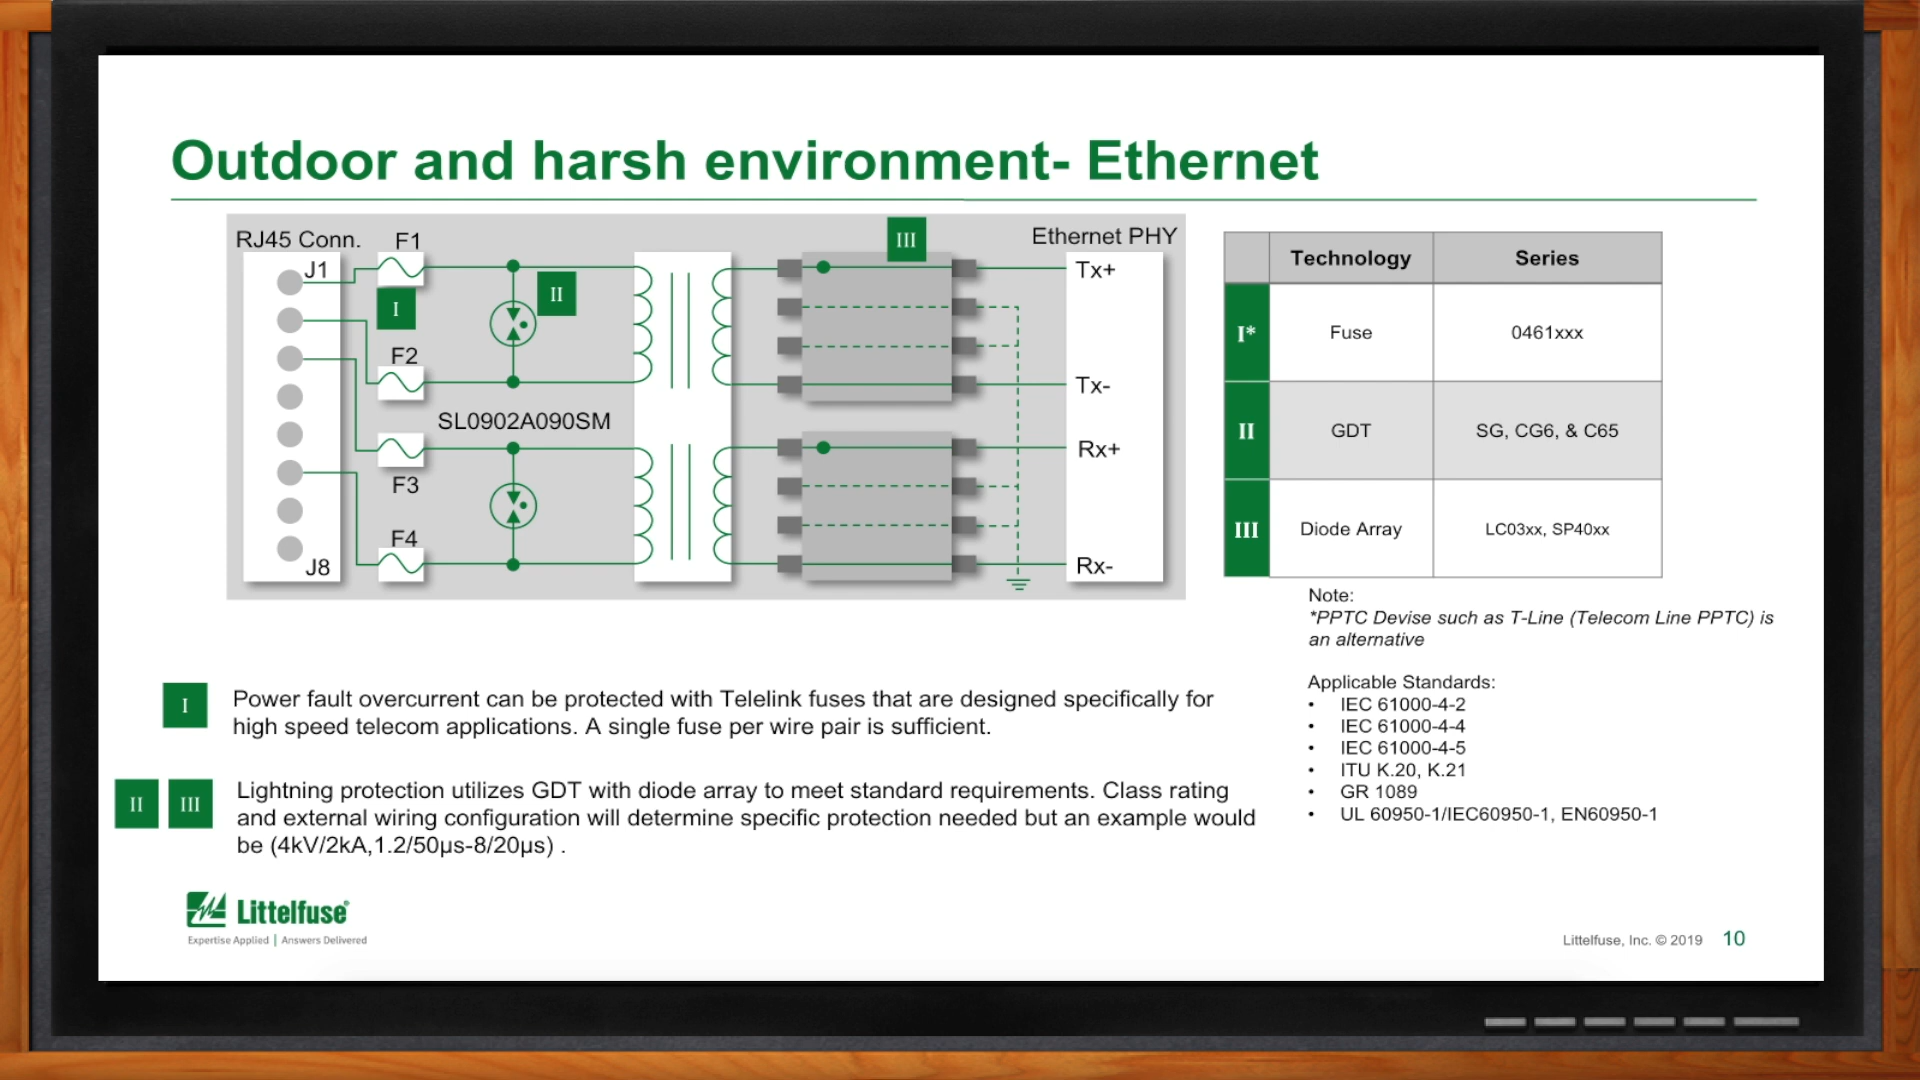 Outdoor and harsh environment- Ethernet
RJ45 Conn.
F1
III
Ethernet PHY
J1
I
II
F2
SL0902A090SM
F3
F4
J8
Tx+
Tx-
Rx+
Rx-
Technology Series
I* Fuse 0461xxx
II GDT SG, CG6, & C65
III Diode Array LC03xx, SP40xx
Note:
*PPTC Devise such as T-Line (Telecom Line PPTC) is
an alternative
Applicable Standards:
• IEC 61000-4-2
• IEC 61000-4-4
• IEC 61000-4-5
• ITU K.20, K.21
• GR 1089
• UL 60950-1/IEC60950-1, EN60950-1
I
Power fault overcurrent can be protected with Telelink fuses that are designed specifically for
high speed telecom applications. A single fuse per wire pair is sufficient.
II III
Lightning protection utilizes GDT with diode array to meet standard requirements. Class rating
and external wiring configuration will determine specific protection needed but an example would
be (4kV/2kA,1.2/50µs-8/20µs) .
Littelfuse®
Expertise Applied | Answers Delivered
Littelfuse, Inc. © 2019 10